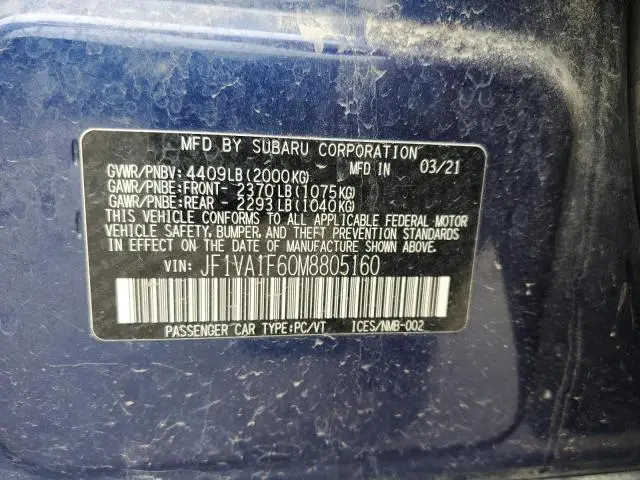 MFD BY SUBARU CORPORATION
GVWR/PNBV: 4409LB(2000KG) MFD IN 03/21
GAWR/PNBE:FRONT- 2370LB(1075KG)
GAWR/PNBE:REAR - 2293LB(1040KG)
THIS VEHICLE CONFORMS TO ALL APPLICABLE FEDERAL MOTOR
VEHICLE SAFETY, BUMPER, AND THEFT PREVENTION STANDARDS
IN EFFECT ON THE DATE OF MANUFACTURE SHOWN ABOVE.
VIN: JF1VA1F60M8805160
PASSENGER CAR TYPE:PC/VT ICES/NMB-002